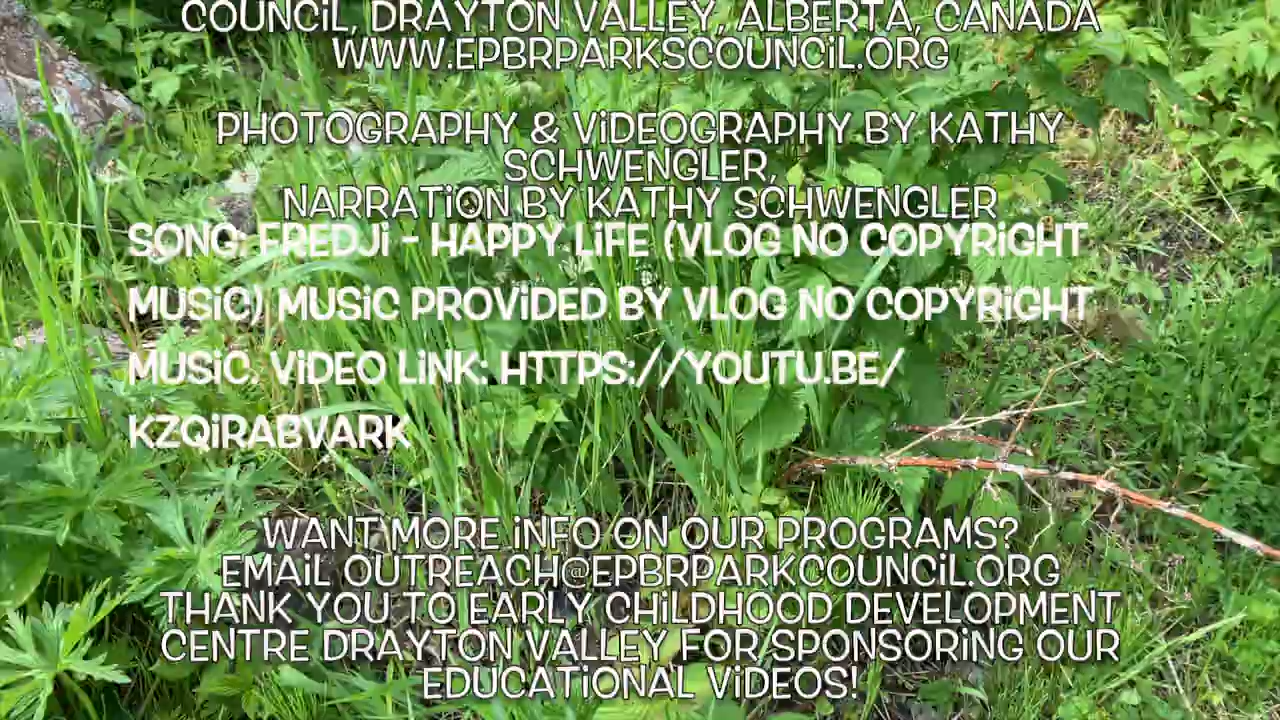 COUNCiL, DRAYTON VALLEY, ALBERTA, CANADA
WWW.EPBRPARKSCOUNCiL.ORG
PHOTOGRAPHY & ViDEOGRAPHY BY KATHY
SCHWENGLER,
NARRATiON BY KATHY SCHWENGLER
SONG: FREDJi - HAPPY LiFE (VLOG NO COPYRiGHT
MUSiC) MUSiC PROViDED BY VLOG NO COPYRiGHT
MUSiC. ViDEO LiNK: HTTPS://YOUTU.BE/
KZQiRABVARK
WANT MORE iNFO ON OUR PROGRAMS?
EMAiL OUTREACH@EPBRPARKCOUNCiL.ORG
THANK YOU TO EARLY CHiLDHOOD DEVELOPMENT
CENTRE DRAYTON VALLEY FOR SPONSORiNG OUR
EDUCATiONAL ViDEOS!